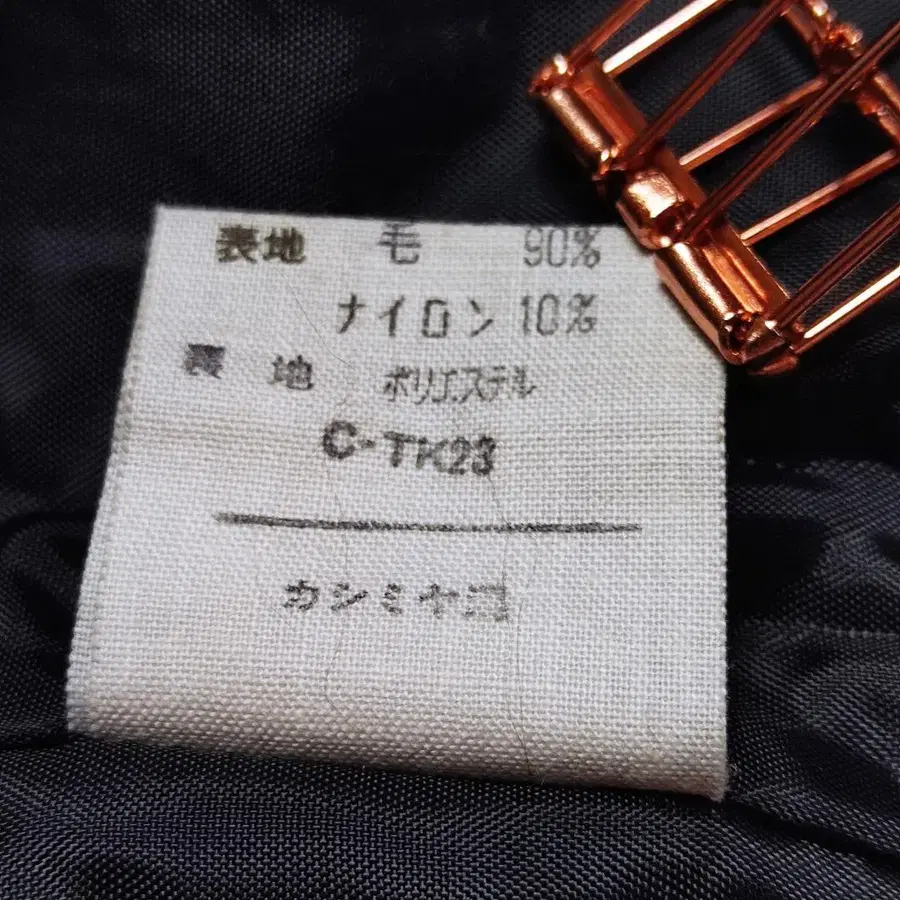 表地 毛 90%
ナイロン 10%
裏 地 ポリエステル
C-TK23
カシミヤ